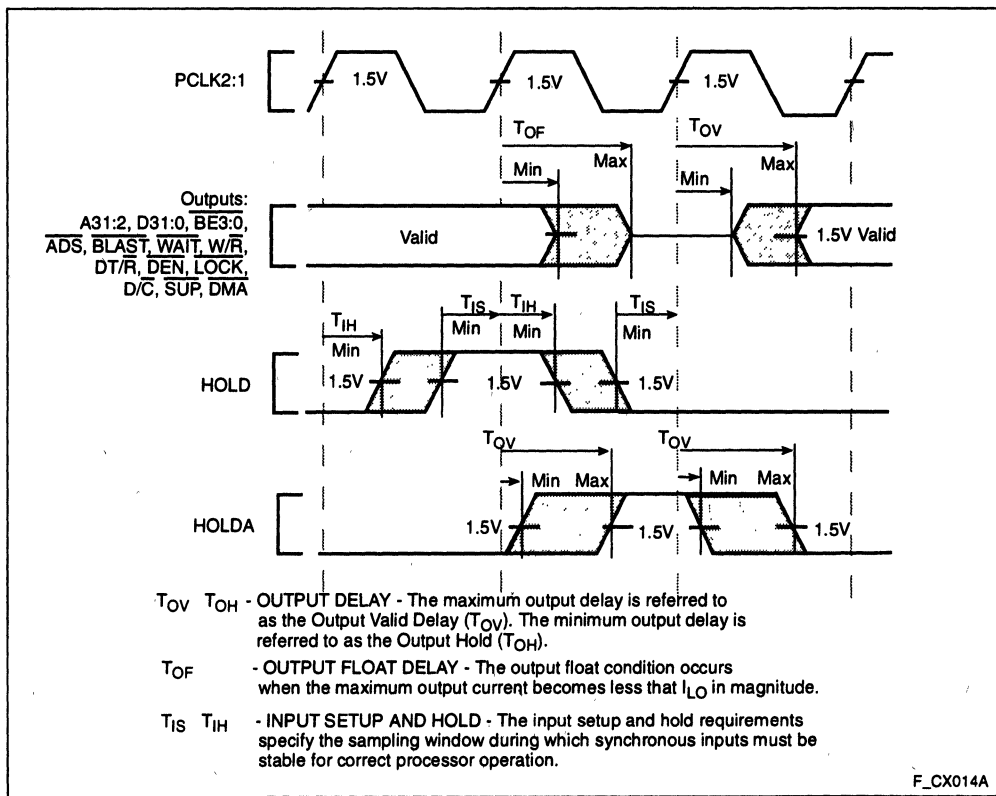 PCLK2:1
1.5V
1.5V
1.5V
TOF
TOV
Max
Max
Min
Min
Outputs:
A31:2, D31:0, BE3:0,
ADS, BLAST, WAIT, W/R,
DT/R, DEN, LOCK,
D/C, SUP, DMA
Valid
1.5V Valid
TIH
TIS
TIH
TIS
Min
Min
Min
Min
HOLD
1.5V
1.5V
1.5V
TOV
TOV
Min Max
Min Max
HOLDA
1.5V
1.5V
1.5V
TOV TOH - OUTPUT DELAY - The maximum output delay is referred to
as the Output Valid Delay (TOV). The minimum output delay is
referred to as the Output Hold (TOH).
TOF - OUTPUT FLOAT DELAY - The output float condition occurs
when the maximum output current becomes less that ILO in magnitude.
TIS TIH - INPUT SETUP AND HOLD - The input setup and hold requirements
specify the sampling window during which synchronous inputs must be
stable for correct processor operation.
F_CX014A